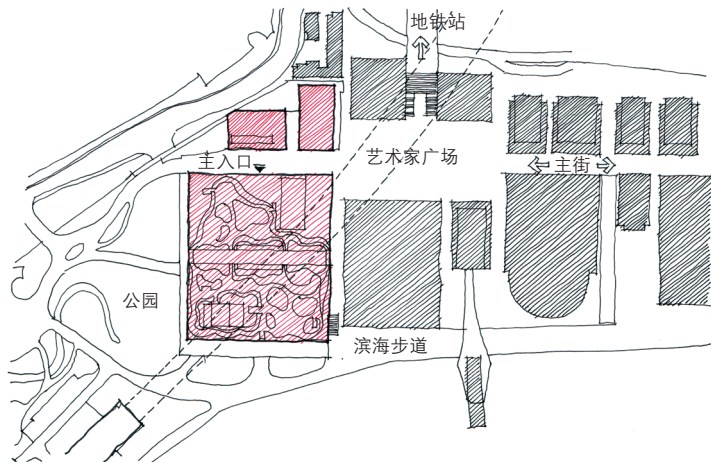 地铁站
主入口
艺术家广场
主街
公园
滨海步道